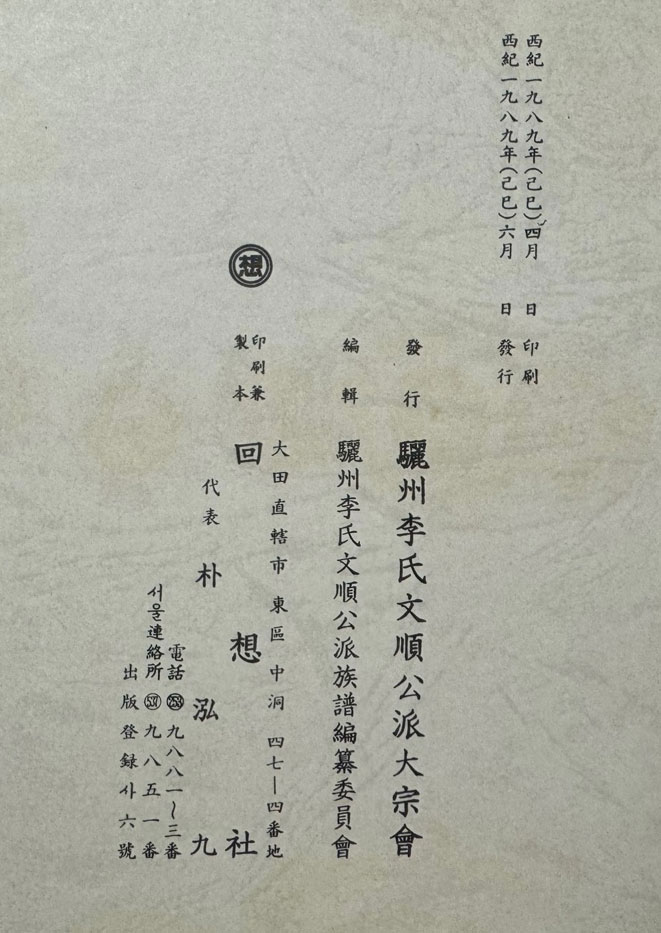 西紀一九八九年(己巳)四月 日 印刷
西紀一九八九年(己巳)六月 日 發行
發行 驪州李氏文順公派大宗會
編輯 驪州李氏文順公派族譜編纂委員會
大田直轄市 東區 中洞 四七—四番地
想
印刷兼
製本 回想社
代表 朴泓九
電話 ㊼ 九八八一~三番
서울連絡所 九八五一番
出版登録 사六號